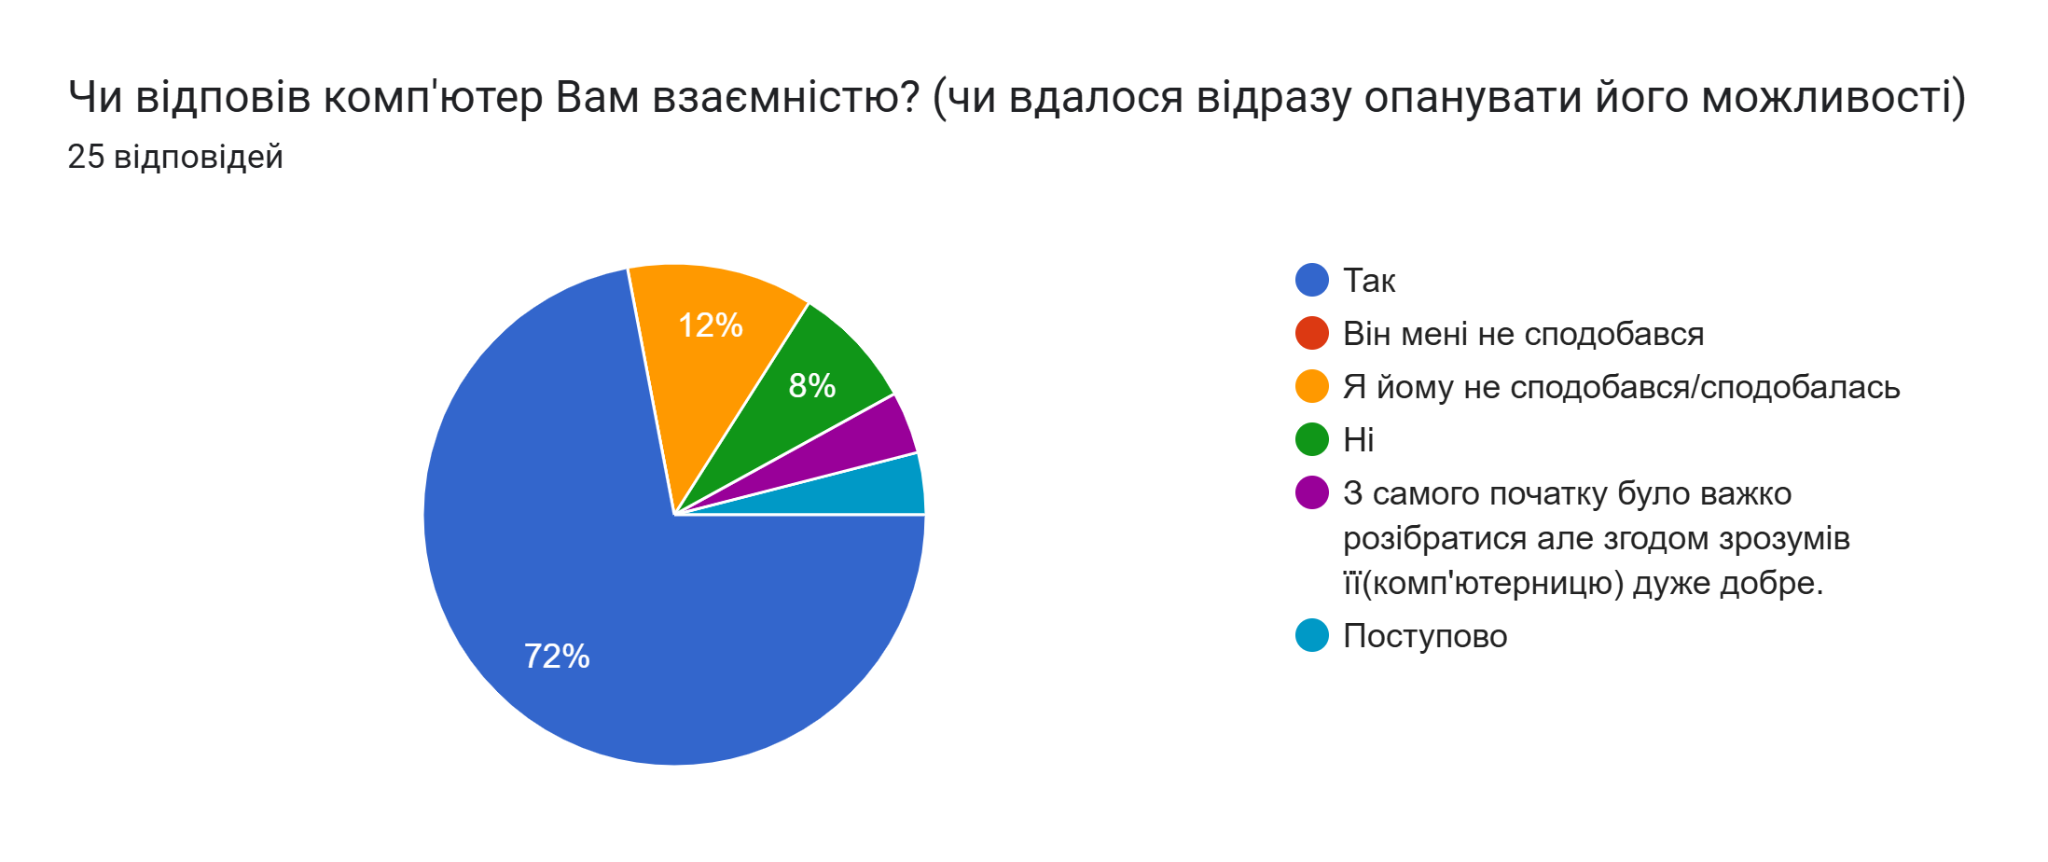 Чи відповів комп'ютер Вам взаємністю? (чи вдалося відразу опанувати його можливості)
25 відповідей
12%
8%
72%
Так
Він мені не сподобався
Я йому не сподобався/сподобалась
Ні
З самого початку було важко
розібратися але згодом зрозумів
її(комп'ютерницю) дуже добре.
Поступово